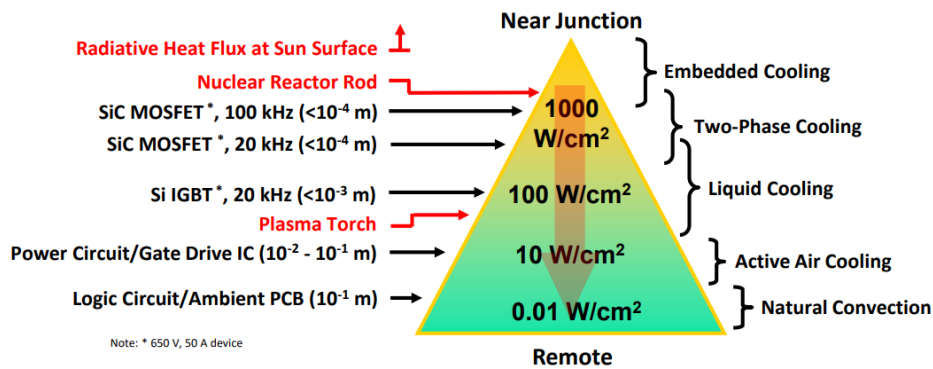 Near Junction
Radiative Heat Flux at Sun Surface
Nuclear Reactor Rod
SiC MOSFET *, 100 kHz (<10⁻⁴ m)
SiC MOSFET *, 20 kHz (<10⁻⁴ m)
Si IGBT *, 20 kHz (<10⁻³ m)
Plasma Torch
Power Circuit/Gate Drive IC (10⁻² - 10⁻¹ m)
Logic Circuit/Ambient PCB (10⁻¹ m)
Note: * 650 V, 50 A device
1000
W/cm²
100 W/cm²
10 W/cm²
0.01 W/cm²
Remote
Embedded Cooling
Two-Phase Cooling
Liquid Cooling
Active Air Cooling
Natural Convection